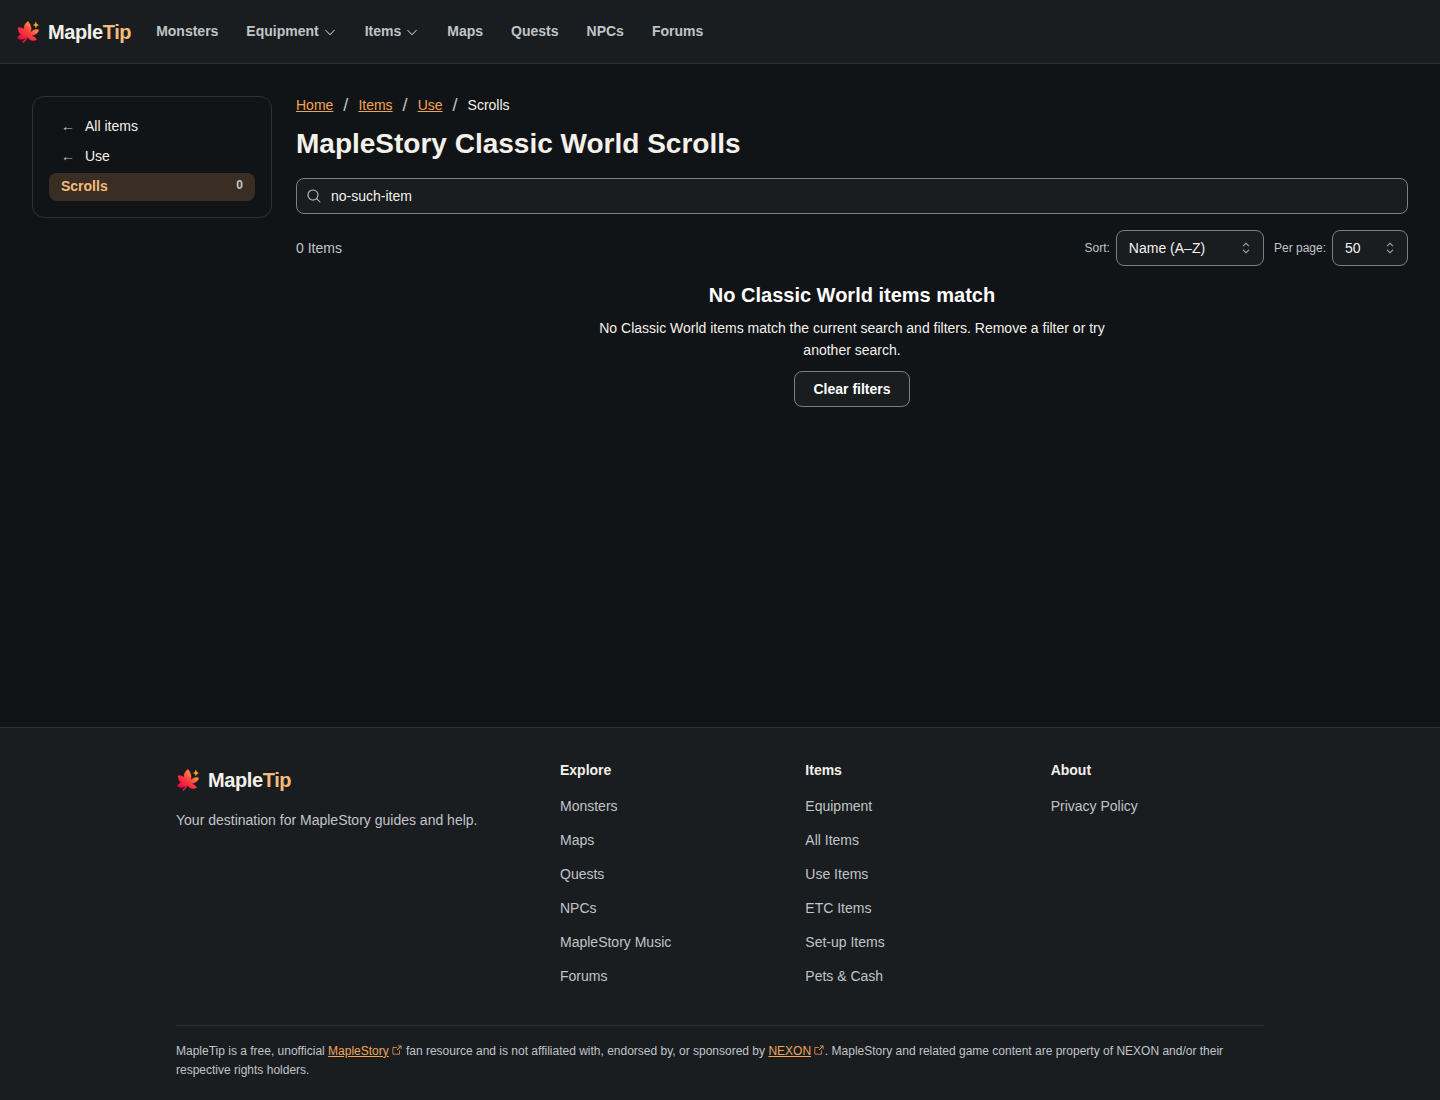 MapleTip Monsters Equipment Items Maps Quests NPCs Forums
← All items
← Use
Scrolls 0
Home / Items / Use / Scrolls
MapleStory Classic World Scrolls
no-such-item
0 Items
Sort: Name (A–Z) Per page: 50
No Classic World items match
No Classic World items match the current search and filters. Remove a filter or try
another search.
Clear filters
MapleTip
Your destination for MapleStory guides and help.
Explore
Monsters
Maps
Quests
NPCs
MapleStory Music
Forums
Items
Equipment
All Items
Use Items
ETC Items
Set-up Items
Pets & Cash
About
Privacy Policy
MapleTip is a free, unofficial MapleStory fan resource and is not affiliated with, endorsed by, or sponsored by NEXON. MapleStory and related game content are property of NEXON and/or their
respective rights holders.